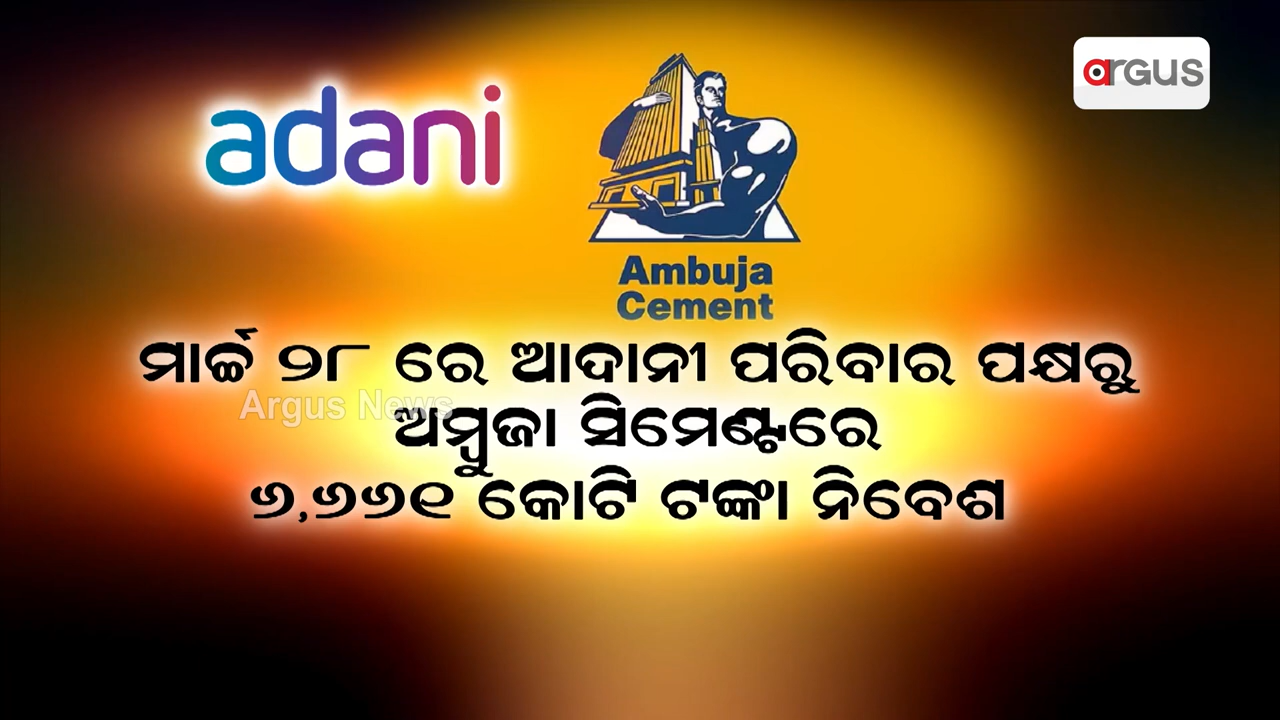 adani
argus
Ambuja
Cement
ମାର୍ଚ୍ଚ ୨୮ ରେ ଆଦାନୀ ପରିବାର ପକ୍ଷରୁ
Argus News
ଅମ୍ବୁଜା ସିମେଣ୍ଟରେ
୬,୬୬୧ କୋଟି ଟଙ୍କା ନିବେଶ